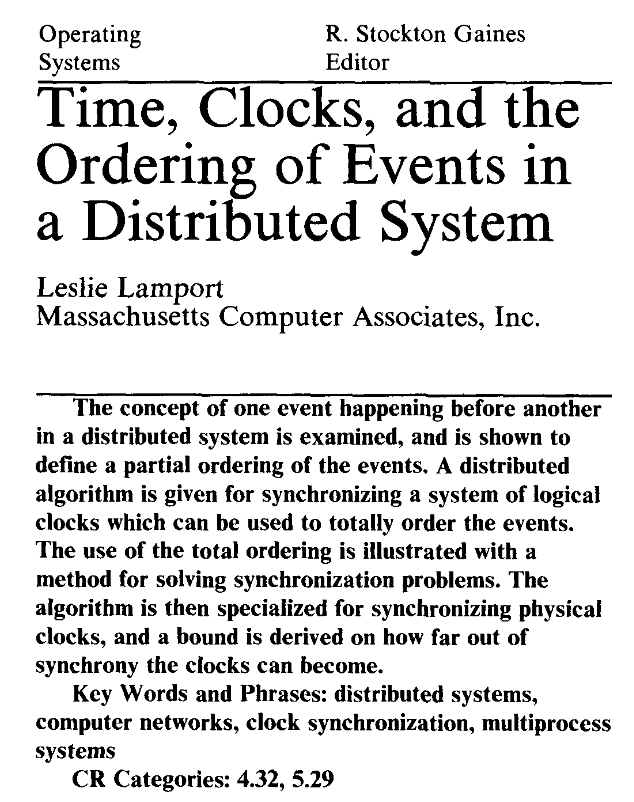 Operating Systems
R. Stockton Gaines Editor
Time, Clocks, and the
Ordering of Events in
a Distributed System
Leslie Lamport
Massachusetts Computer Associates, Inc.
The concept of one event happening before another
in a distributed system is examined, and is shown to
define a partial ordering of the events. A distributed
algorithm is given for synchronizing a system of logical
clocks which can be used to totally order the events.
The use of the total ordering is illustrated with a
method for solving synchronization problems. The
algorithm is then specialized for synchronizing physical
clocks, and a bound is derived on how far out of
synchrony the clocks can become.
Key Words and Phrases: distributed systems,
computer networks, clock synchronization, multiprocess
systems
CR Categories: 4.32, 5.29